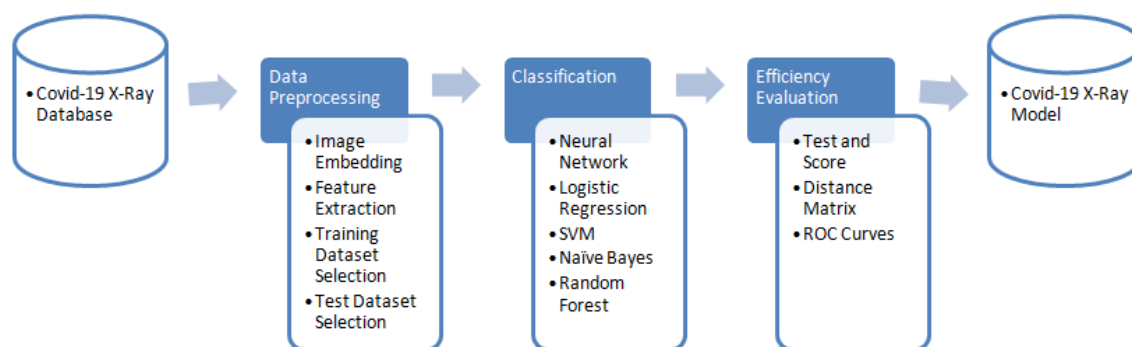 • Covid-19 X-Ray
Database
Data
Preprocessing
• Image
Embedding
• Feature
Extraction
• Training
Dataset
Selection
• Test Dataset
Selection
Classification
• Neural
Network
• Logistic
Regression
• SVM
• Naïve Bayes
• Random
Forest
Efficiency
Evaluation
• Test and
Score
• Distance
Matrix
• ROC Curves
• Covid-19 X-Ray
Model